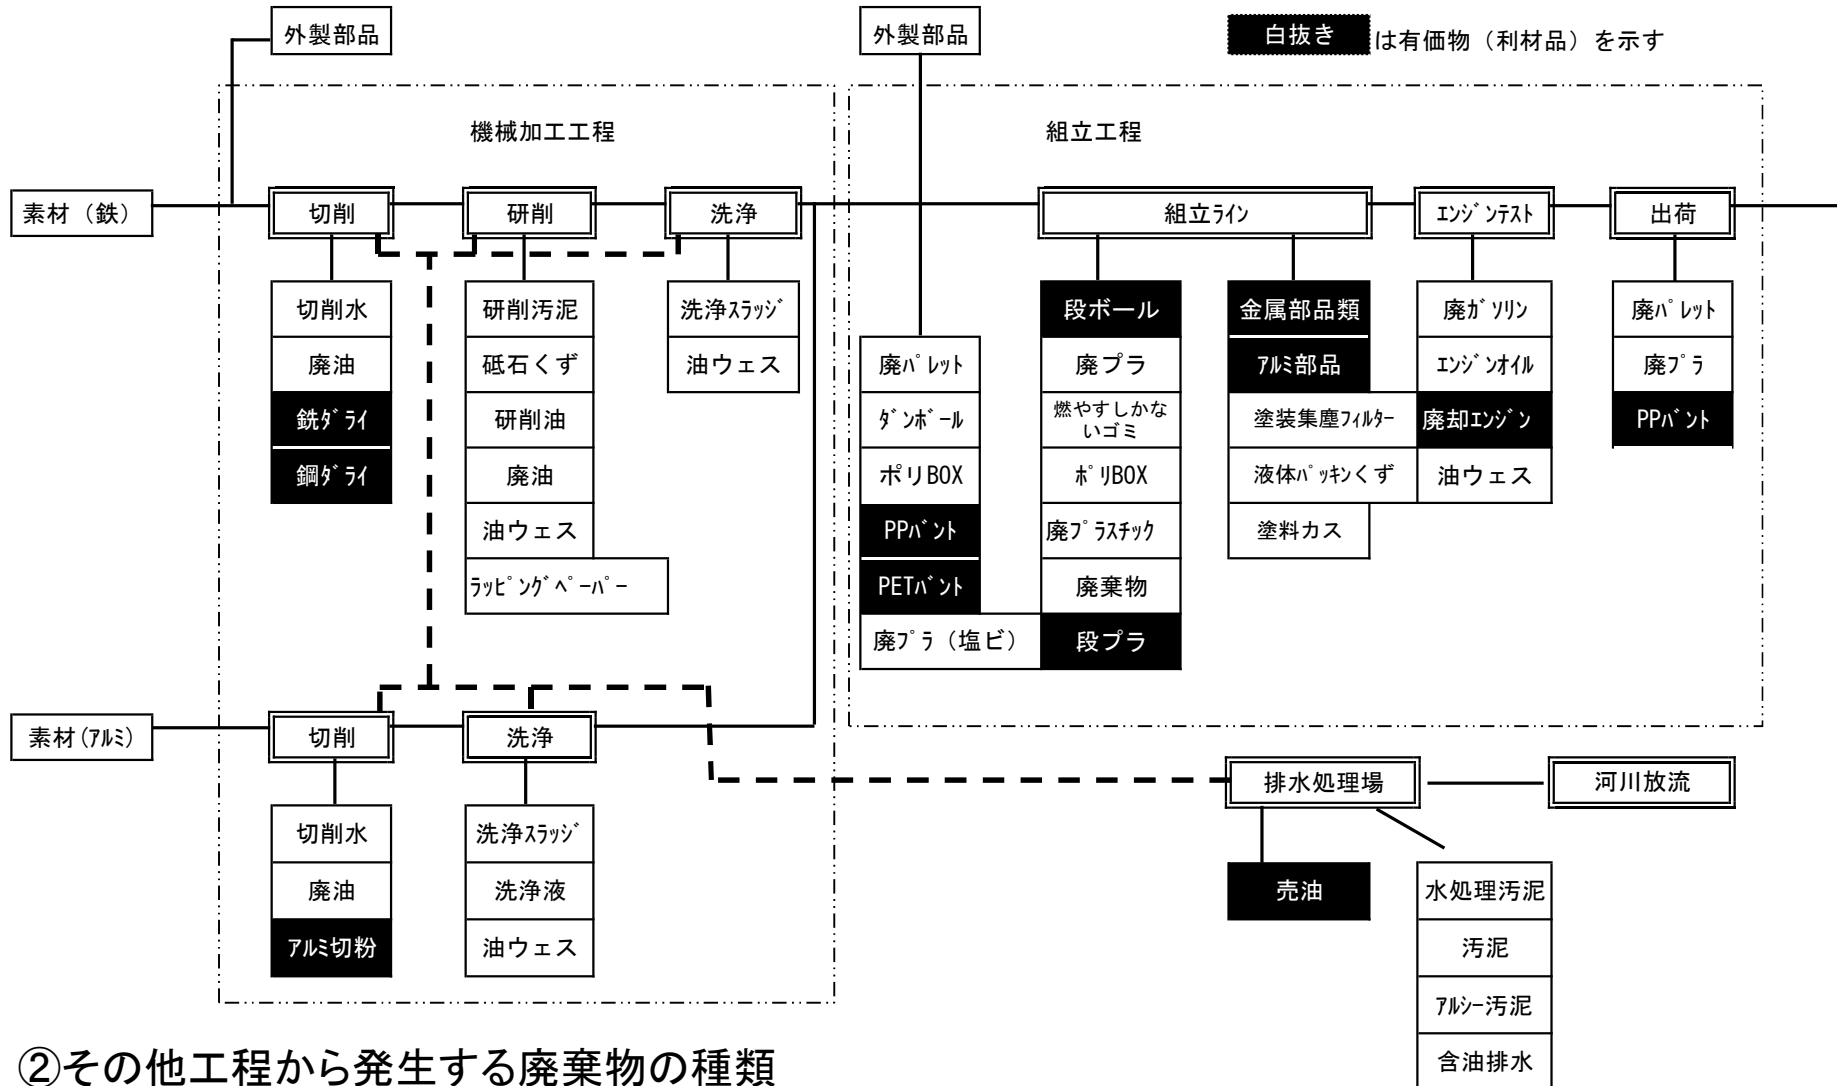 外製部品
外製部品
白抜き は有価物（利材品）を示す
機械加工工程
組立工程
素材（鉄）
切削
研削
洗浄
組立ﾗｲﾝ
ｴﾝｼﾞﾝﾃｽﾄ
出荷
切削水
廃油
銑ﾀﾞﾗｲ
鋼ﾀﾞﾗｲ
研削汚泥
砥石くず
研削油
廃油
油ウェス
ﾗｯﾋﾟﾝｸﾞﾍﾟｰﾊﾟｰ
洗浄ｽﾗｯｼﾞ
油ウェス
廃ﾊﾟﾚｯﾄ
ﾀﾞﾝﾎﾞｰﾙ
ポリBOX
PPﾊﾞﾝﾄ
PETﾊﾞﾝﾄ
廃ﾌﾟﾗ（塩ビ）
段ボール
廃プラ
燃やすしかな
いゴミ
ﾎﾟﾘBOX
廃ﾌﾟﾗｽﾁｯｸ
廃棄物
段プラ
金属部品類
ｱﾙﾐ部品
塗装集塵ﾌｨﾙﾀｰ
液体ﾊﾟｯｷﾝくず
塗料カス
廃ｶﾞｿﾘﾝ
ｴﾝｼﾞﾝｵｲﾙ
廃却ｴﾝｼﾞﾝ
油ウェス
廃ﾊﾟﾚｯﾄ
廃ﾌﾟﾗ
PPﾊﾞﾝﾄ
素材(ｱﾙﾐ)
切削
洗浄
切削水
廃油
ｱﾙﾐ切粉
洗浄ｽﾗｯｼﾞ
洗浄液
油ウェス
排水処理場
河川放流
売油
水処理汚泥
汚泥
ｱﾙｼｰ汚泥
含油排水
②その他工程から発生する廃棄物の種類